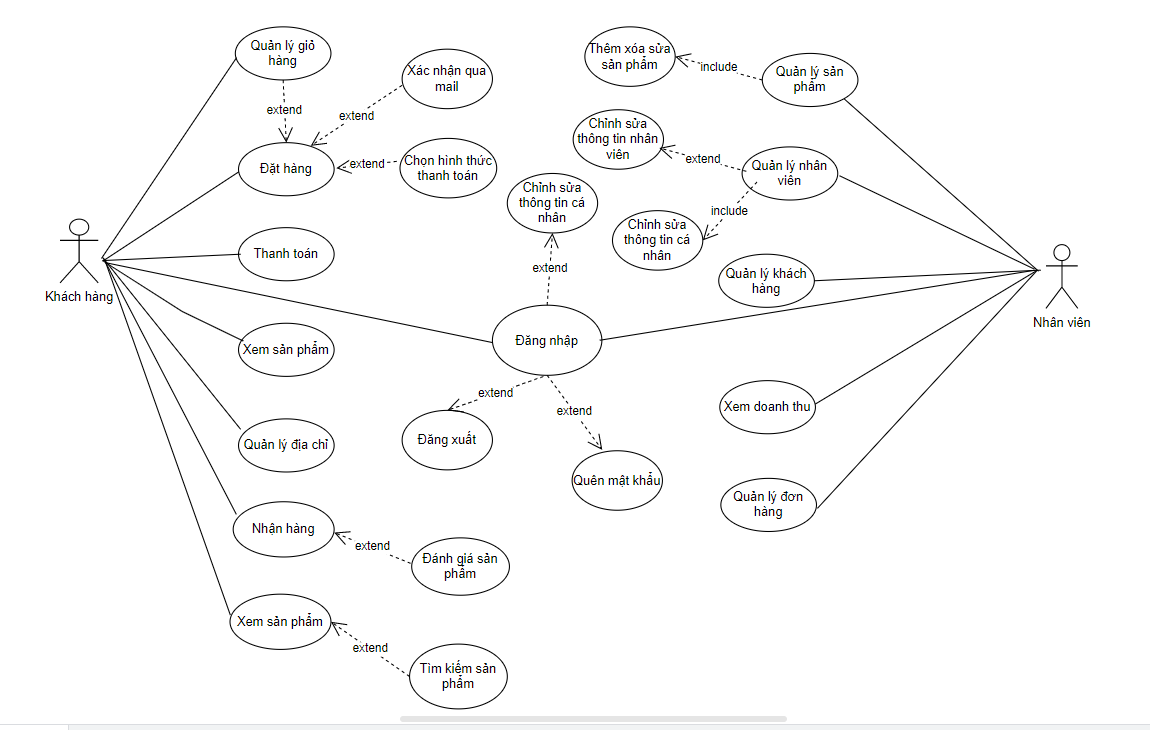 Quản lý giỏ
hàng
extend
Xác nhận qua
mail
extend
Đặt hàng
extend
Chọn hình thức
thanh toán
Thanh toán
Khách hàng
Xem sản phẩm
Quản lý địa chỉ
Nhận hàng
extend
Đánh giá sản
phẩm
Xem sản phẩm
extend
Tìm kiếm sản
phẩm
Chỉnh sửa
thông tin cá
nhân
extend
Đăng nhập
extend
Đăng xuất
extend
Quên mật khẩu
Thêm xóa sửa
sản phẩm
include
Quản lý sản
phẩm
Chỉnh sửa
thông tin nhân
viên
extend
Quản lý nhân
viên
include
Chỉnh sửa
thông tin cá
nhân
Quản lý khách
hàng
Nhân viên
Xem doanh thu
Quản lý đơn
hàng